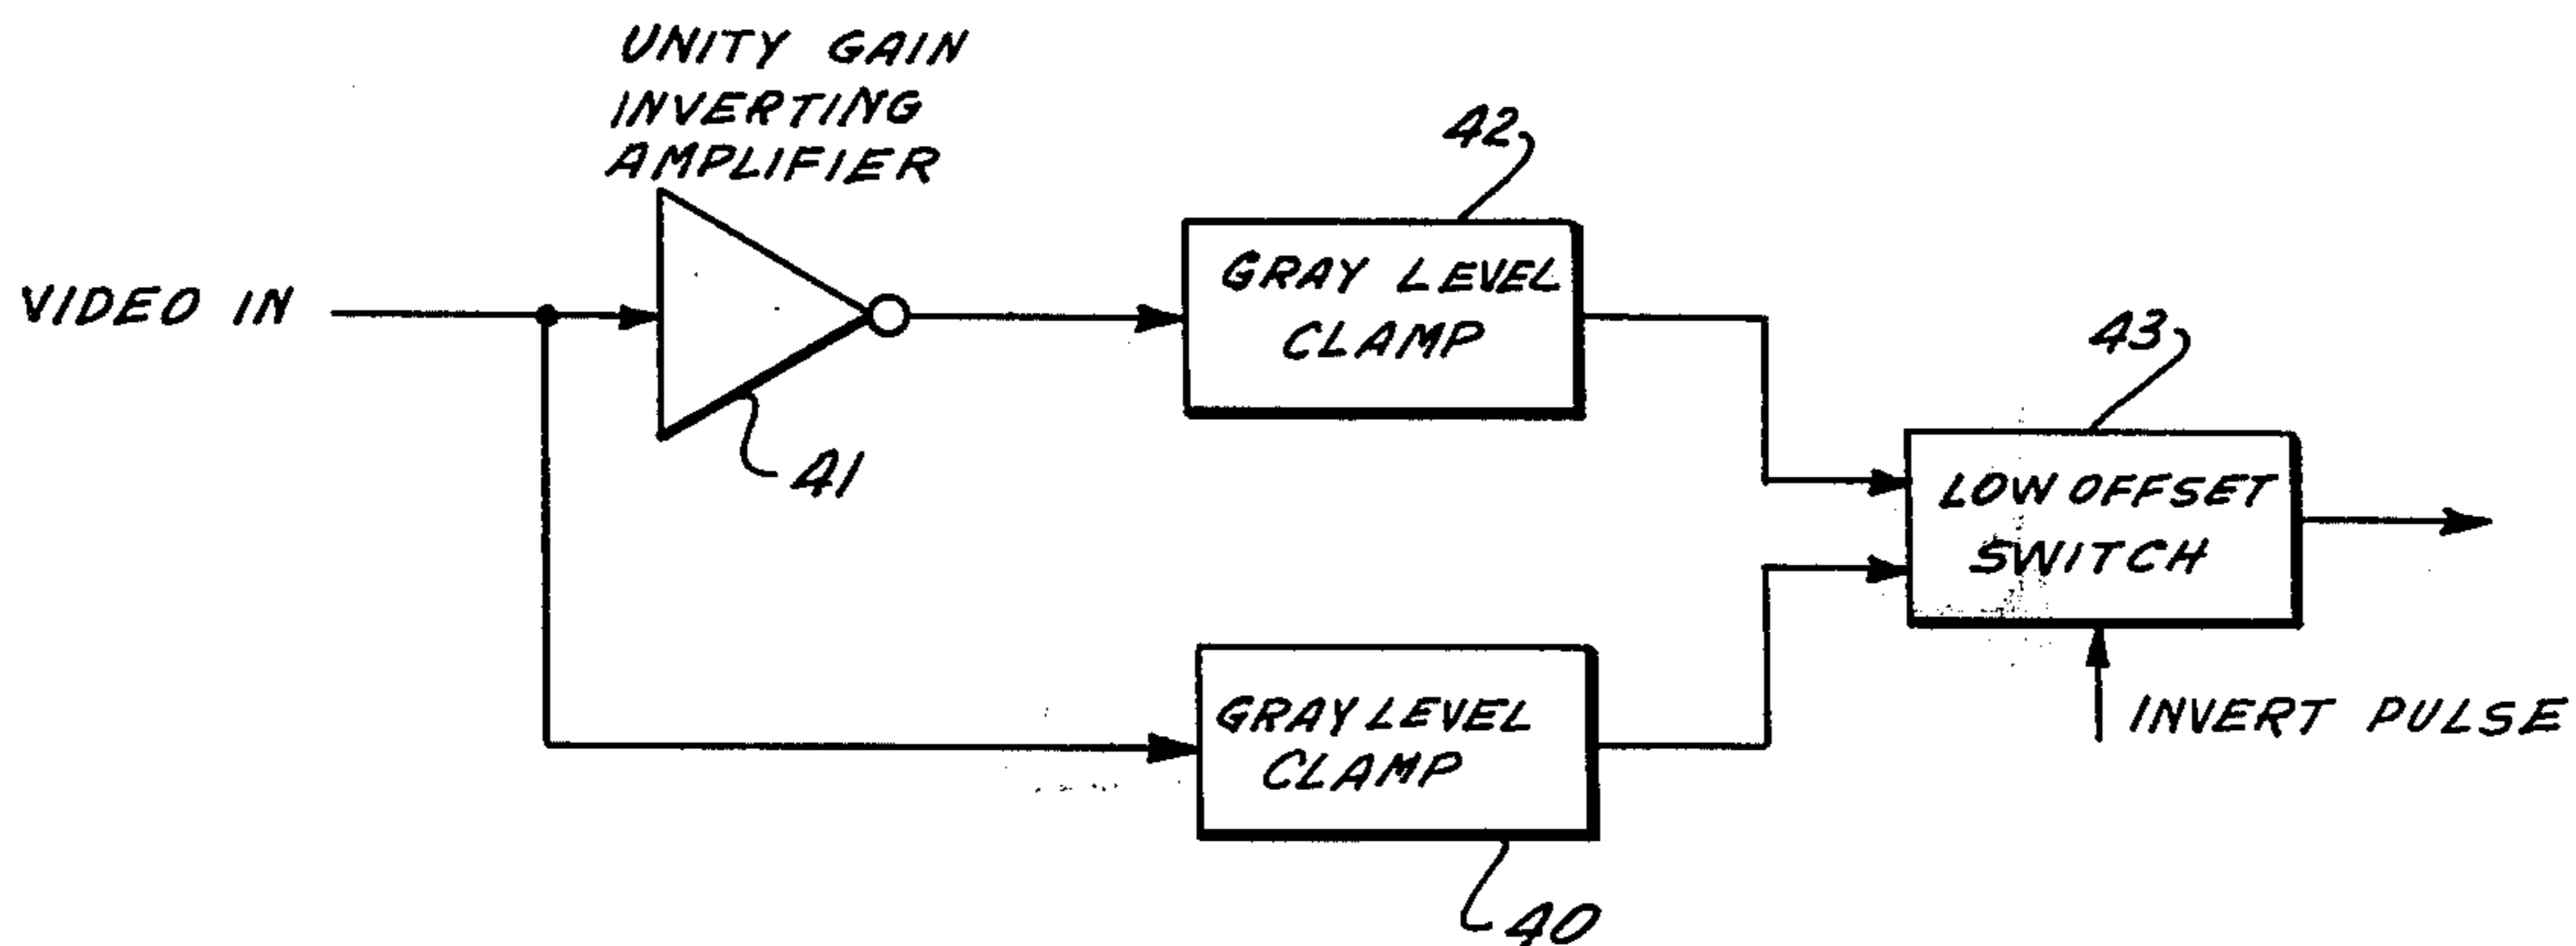 UNITY GAIN
INVERTING
AMPLIFIER
42
VIDEO IN
GRAY LEVEL
CLAMP
43
41
LOW OFFSET
SWITCH
GRAY LEVEL
CLAMP
INVERT PULSE
40